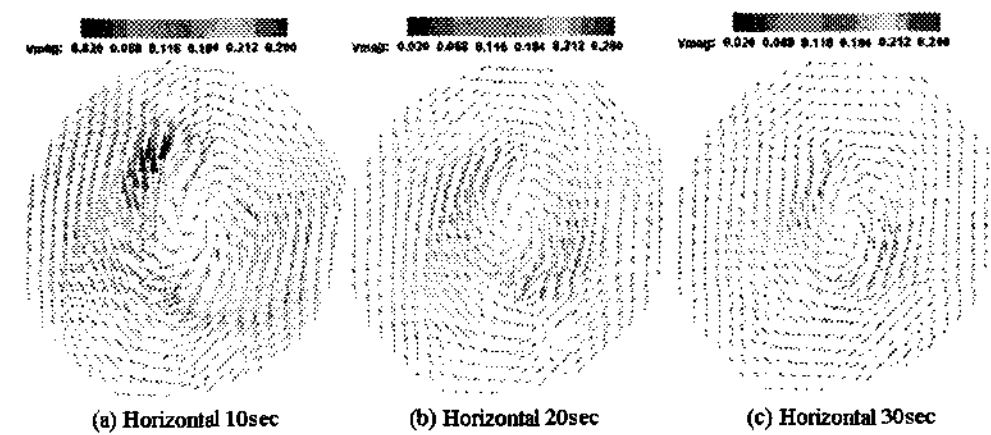 Vmag: 0.020 0.068 0.116 0.164 0.212 0.260
Vmag: 0.020 0.068 0.116 0.164 0.212 0.260
Vmag: 0.020 0.068 0.116 0.164 0.212 0.260
(a) Horizontal 10sec
(b) Horizontal 20sec
(c) Horizontal 30sec